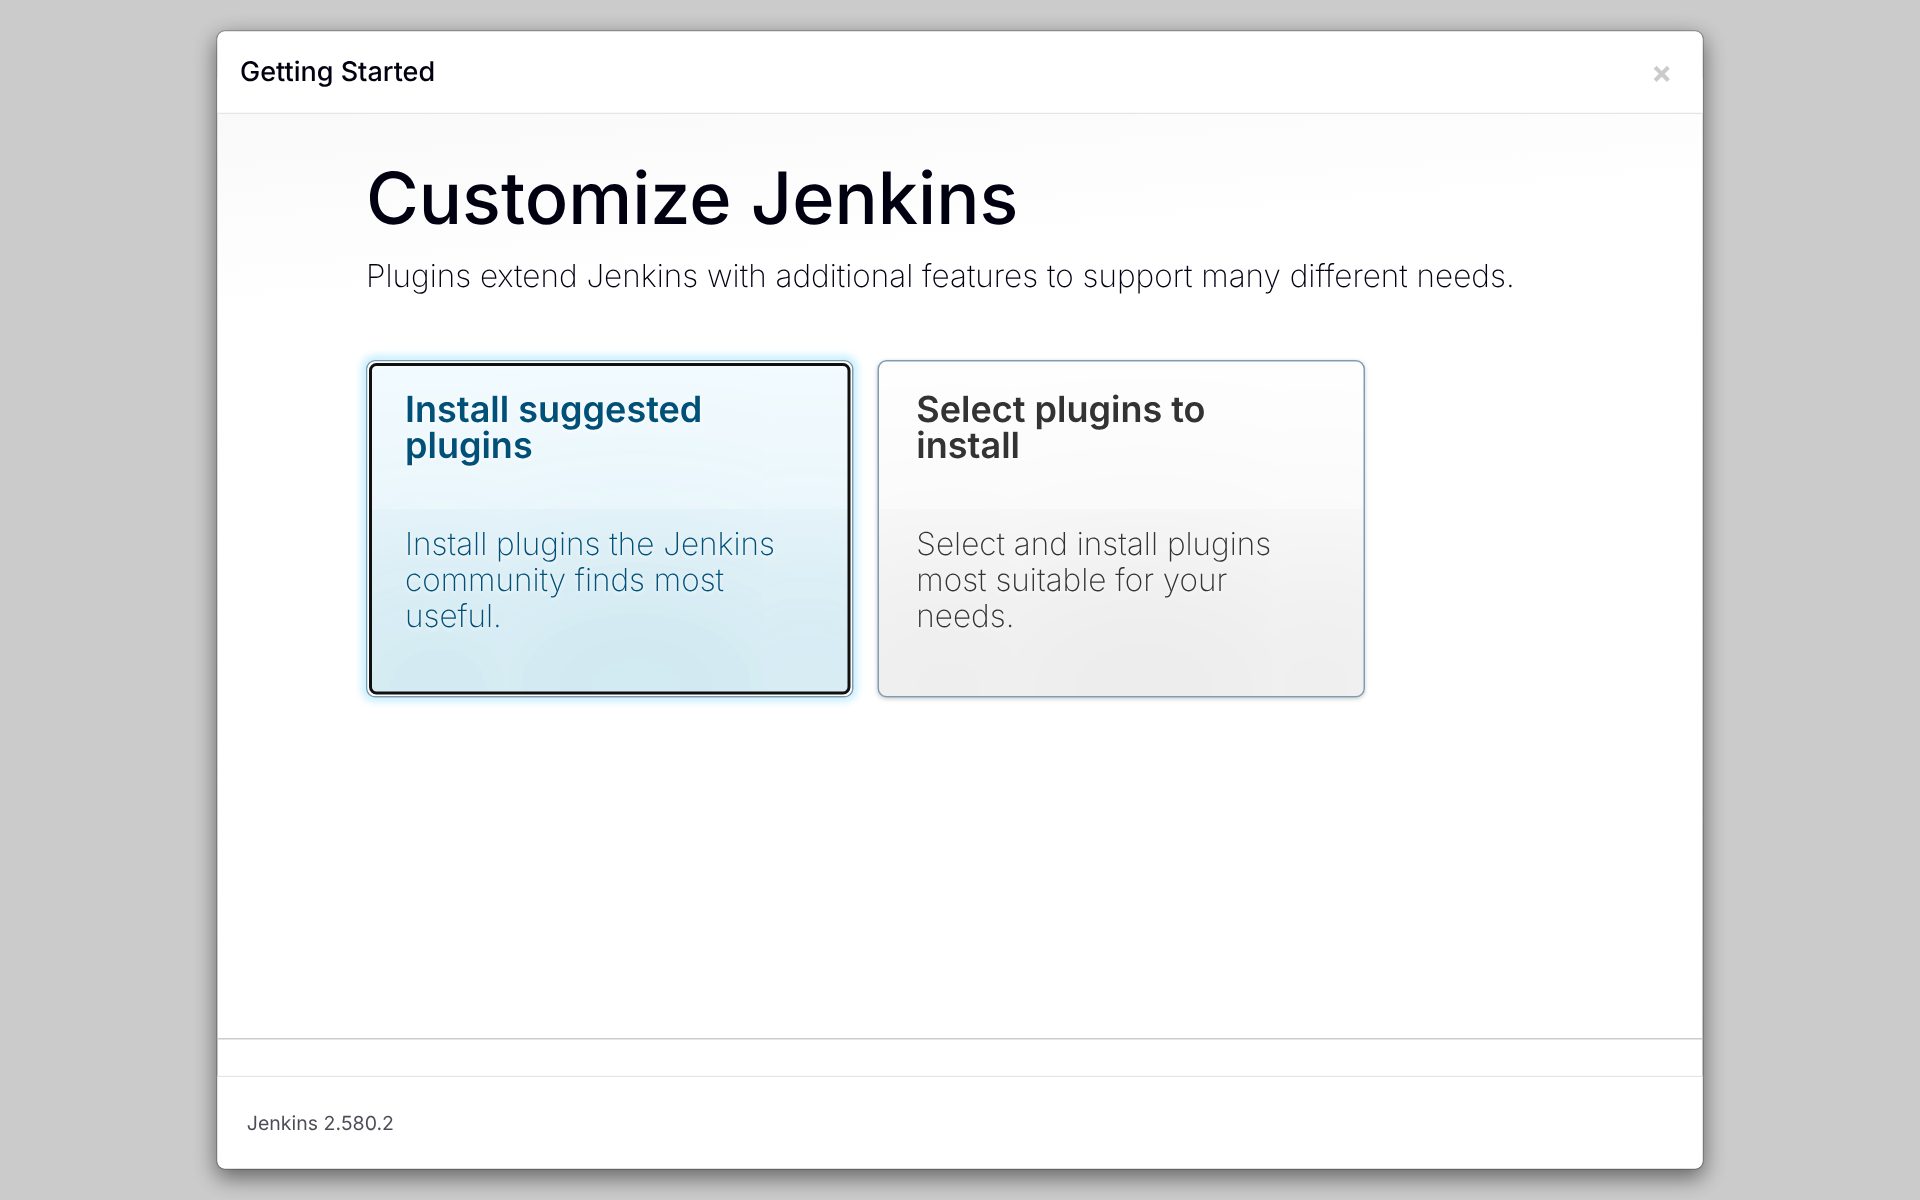 Getting Started
×
Customize Jenkins
Plugins extend Jenkins with additional features to support many different needs.
Install suggested
plugins
Install plugins the Jenkins
community finds most
useful.
Select plugins to
install
Select and install plugins
most suitable for your
needs.
Jenkins 2.580.2